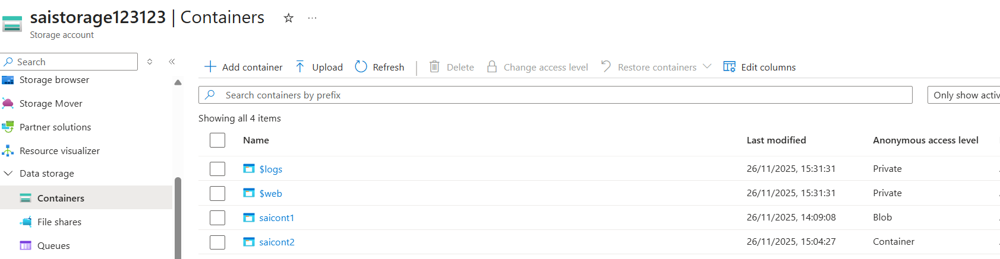 saistorage123123 | Containers
Storage account
Search
Add container Upload Refresh Delete Change access level Restore containers Edit columns
Storage browser
Storage Mover
Partner solutions
Resource visualizer
Data storage
Containers
File shares
Queues
Search containers by prefix
Only show activ
Showing all 4 items
Name Last modified Anonymous access level
$logs 26/11/2025, 15:31:31 Private
$web 26/11/2025, 15:31:31 Private
saicont1 26/11/2025, 14:09:08 Blob
saicont2 26/11/2025, 15:04:27 Container